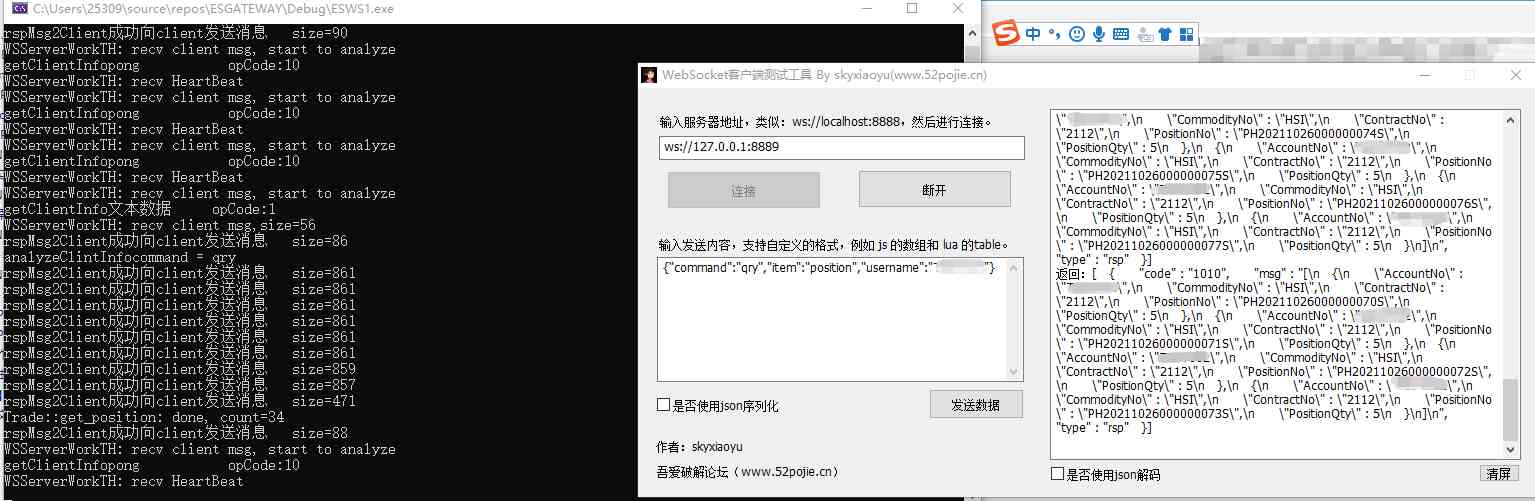 C:\Users\25309\source\repos\ESGATEWAY\Debug\ESWS1.exe
rspMsg2Client成功向client发送消息 size=90
WSServerWorkTH: recv client msg, start to analyze
getClientInfopong opCode:10
WSServerWorkTH: recv HeartBeat
WSServerWorkTH: recv client msg, start to analyze
getClientInfopong opCode:10
WSServerWorkTH: recv HeartBeat
WSServerWorkTH: recv client msg, start to analyze
getClientInfopong opCode:10
WSServerWorkTH: recv HeartBeat
WSServerWorkTH: recv client msg, start to analyze
getClientInfo文本数据 opCode:1
WSServerWorkTH: recv client msg,size=56
rspMsg2Client成功向client发送消息 size=86
analyzeClintInfocommand = qry
rspMsg2Client成功向client发送消息 size=861
rspMsg2Client成功向client发送消息 size=861
rspMsg2Client成功向client发送消息 size=861
rspMsg2Client成功向client发送消息 size=861
rspMsg2Client成功向client发送消息 size=861
rspMsg2Client成功向client发送消息 size=861
rspMsg2Client成功向client发送消息 size=859
rspMsg2Client成功向client发送消息 size=857
rspMsg2Client成功向client发送消息 size=471
Trade::get_position: done, count=34
rspMsg2Client成功向client发送消息 size=88
WSServerWorkTH: recv client msg, start to analyze
getClientInfopong opCode:10
WSServerWorkTH: recv HeartBeat
中
WebSocket客户端测试工具 By skyxiaoyu(www.52pojie.cn)
输入服务器地址，类似：ws://localhost:8888，然后进行连接。
ws://127.0.0.1:8889
连接
断开
输入发送内容，支持自定义的格式，例如 js 的数组和 lua 的table。
{"command":"qry","item":"position","username":" "}
是否使用json序列化
发送数据
作者：skyxiaoyu
吾爱破解论坛（www.52pojie.cn）
\" \",\n \"CommodityNo\" : \"HSI\",\n \"ContractNo\" :
\"2112\",\n \"PositionNo\" : \"PH20211026000000074S\",\n
\"PositionQty\" : 5\n },\n {\n \"AccountNo\" : \" \",\n
\"CommodityNo\" : \"HSI\",\n \"ContractNo\" : \"2112\",\n \"PositionNo
\" : \"PH20211026000000075S\",\n \"PositionQty\" : 5\n },\n {\n
\"AccountNo\" : \" \",\n \"CommodityNo\" : \"HSI\",\n
\"ContractNo\" : \"2112\",\n \"PositionNo\" : \"PH20211026000000076S\",
\n \"PositionQty\" : 5\n },\n {\n \"AccountNo\" : \" \",\n
\"CommodityNo\" : \"HSI\",\n \"ContractNo\" : \"2112\",\n \"PositionNo
\" : \"PH20211026000000077S\",\n \"PositionQty\" : 5\n }\n]\n",
"type" : "rsp" }]
返回：[ { "code" : "1010", "msg" : "[\n {\n \"AccountNo\" :
\" \",\n \"CommodityNo\" : \"HSI\",\n \"ContractNo\" :
\"2112\",\n \"PositionNo\" : \"PH20211026000000070S\",\n
\"PositionQty\" : 5\n },\n {\n \"AccountNo\" : \" \",\n
\"CommodityNo\" : \"HSI\",\n \"ContractNo\" : \"2112\",\n \"PositionNo
\" : \"PH20211026000000071S\",\n \"PositionQty\" : 5\n },\n {\n
\"AccountNo\" : \" \",\n \"CommodityNo\" : \"HSI\",\n
\"ContractNo\" : \"2112\",\n \"PositionNo\" : \"PH20211026000000072S\",
\n \"PositionQty\" : 5\n },\n {\n \"AccountNo\" : \" \",\n
\"CommodityNo\" : \"HSI\",\n \"ContractNo\" : \"2112\",\n \"PositionNo
\" : \"PH20211026000000073S\",\n \"PositionQty\" : 5\n }\n]\n",
"type" : "rsp" }]
是否使用json解码
清屏